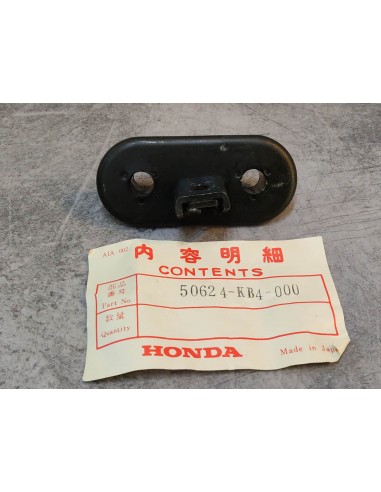 内容明細
CONTENTS
部品番号
Part No.
50624-KB4-000
数量
Quantity
HONDA
Made in Japan